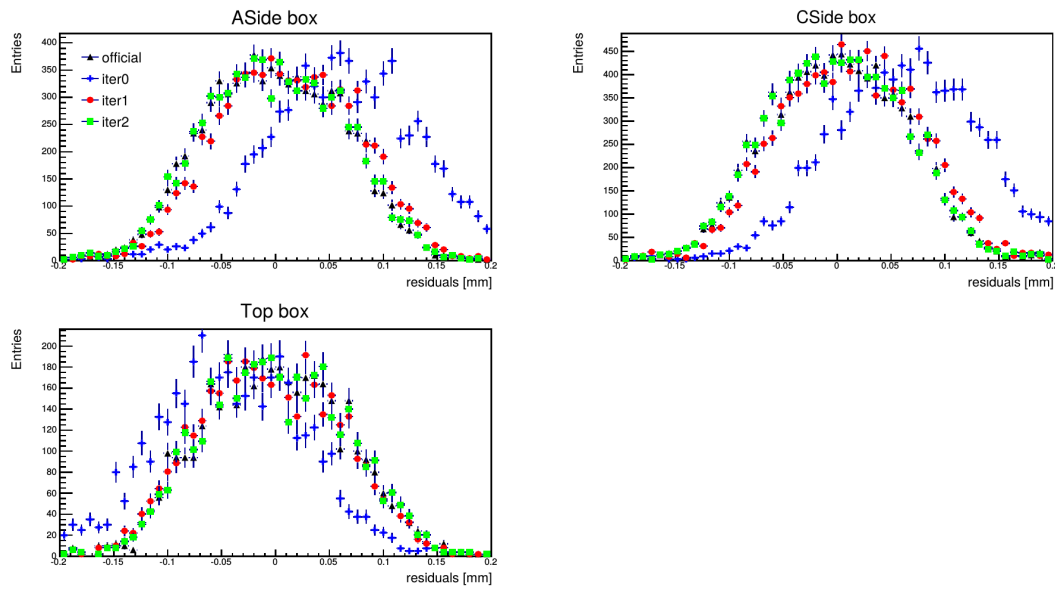 ASide box
Entries
400
350
300
250
200
150
100
50
0
official
iter0
iter1
iter2
-0.2 -0.15 -0.1 -0.05 0 0.05 0.1 0.15 0.2
residuals [mm]
CSide box
Entries
450
400
350
300
250
200
150
100
50
0
-0.2 -0.15 -0.1 -0.05 0 0.05 0.1 0.15 0.2
residuals [mm]
Top box
Entries
200
180
160
140
120
100
80
60
40
20
0
-0.2 -0.15 -0.1 -0.05 0 0.05 0.1 0.15 0.2
residuals [mm]